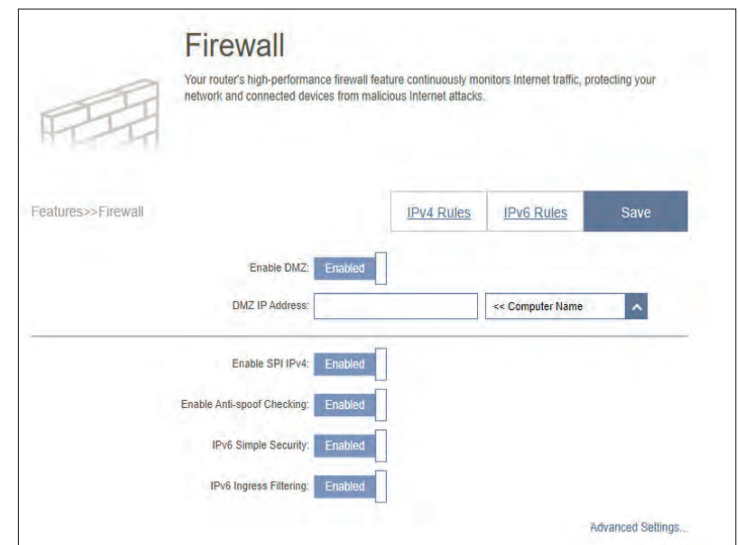 Firewall
Your router's high-performance firewall feature continuously monitors Internet traffic, protecting your
network and connected devices from malicious Internet attacks.
Features>>Firewall
IPv4 Rules
IPv6 Rules
Save
Enable DMZ: Enabled
DMZ IP Address: << Computer Name
Enable SPI IPv4: Enabled
Enable Anti-spoof Checking: Enabled
IPv6 Simple Security: Enabled
IPv6 Ingress Filtering: Enabled
Advanced Settings...